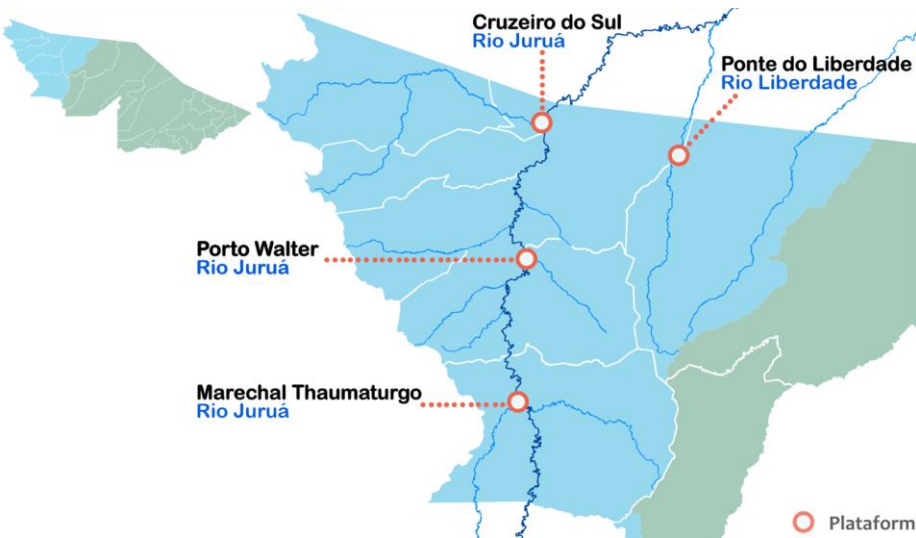 Cruzeiro do Sul
Rio Juruá
Ponte do Liberdade
Rio Liberdade
Porto Walter
Rio Juruá
Marechal Thaumaturgo
Rio Juruá
Plataform